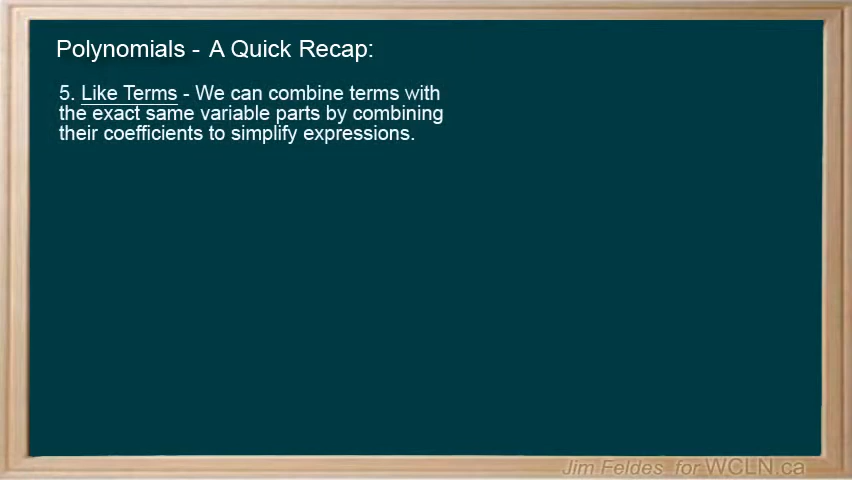 Polynomials - A Quick Recap:
5. Like Terms - We can combine terms with
the exact same variable parts by combining
their coefficients to simplify expressions.
Jim Feldes for WCLN.ca